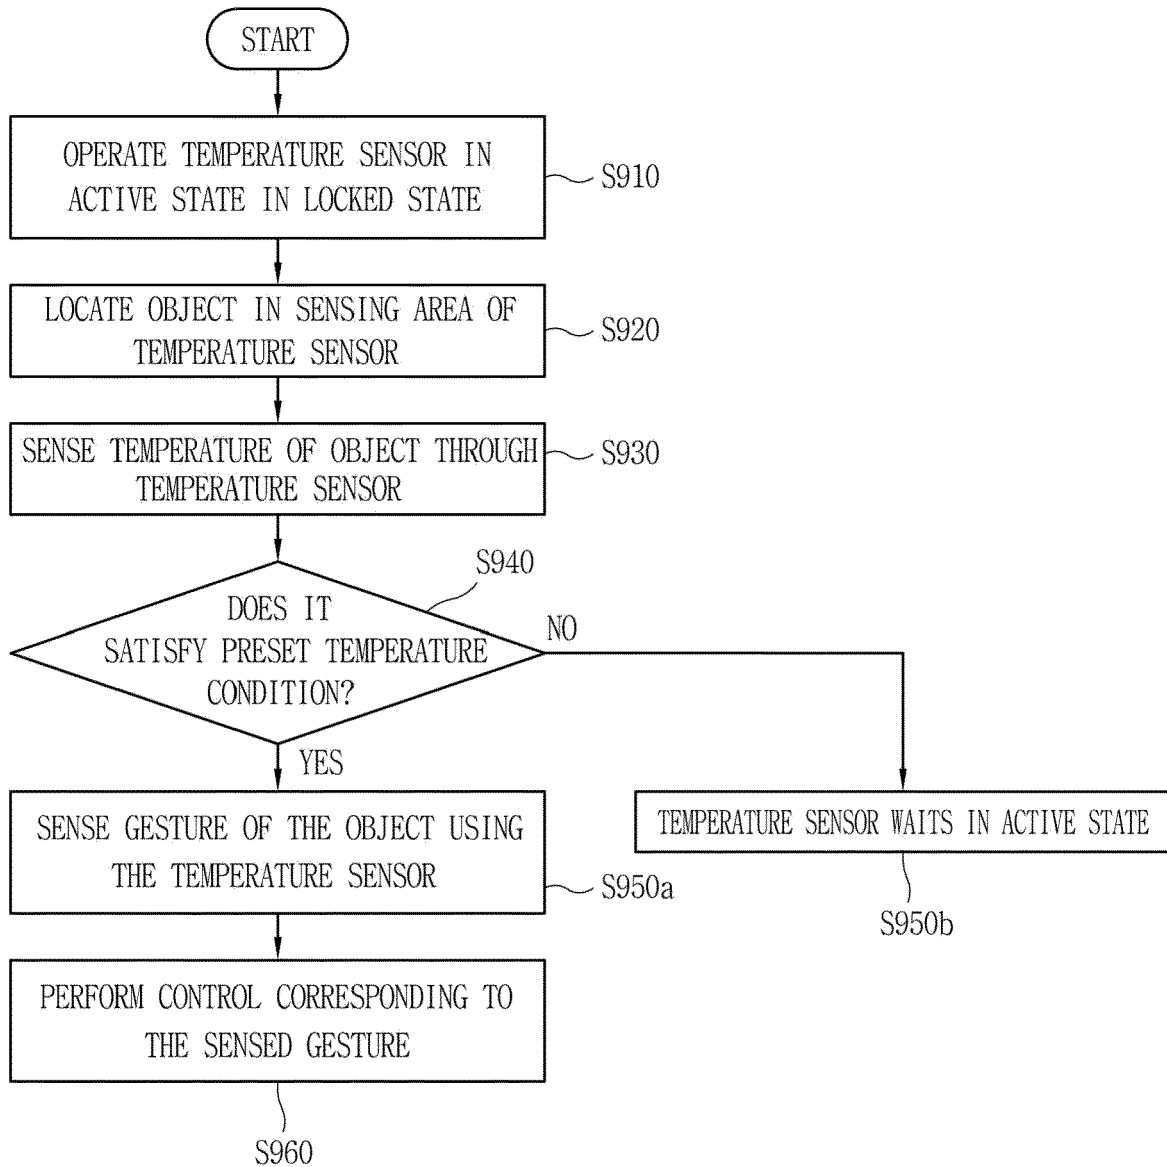 START
OPERATE TEMPERATURE SENSOR IN
ACTIVE STATE IN LOCKED STATE
S910
LOCATE OBJECT IN SENSING AREA OF
TEMPERATURE SENSOR
S920
SENSE TEMPERATURE OF OBJECT THROUGH
TEMPERATURE SENSOR
S930
S940
DOES IT
SATISFY PRESET TEMPERATURE
CONDITION?
NO
YES
SENSE GESTURE OF THE OBJECT USING
THE TEMPERATURE SENSOR
S950a
TEMPERATURE SENSOR WAITS IN ACTIVE STATE
S950b
PERFORM CONTROL CORRESPONDING TO
THE SENSED GESTURE
S960